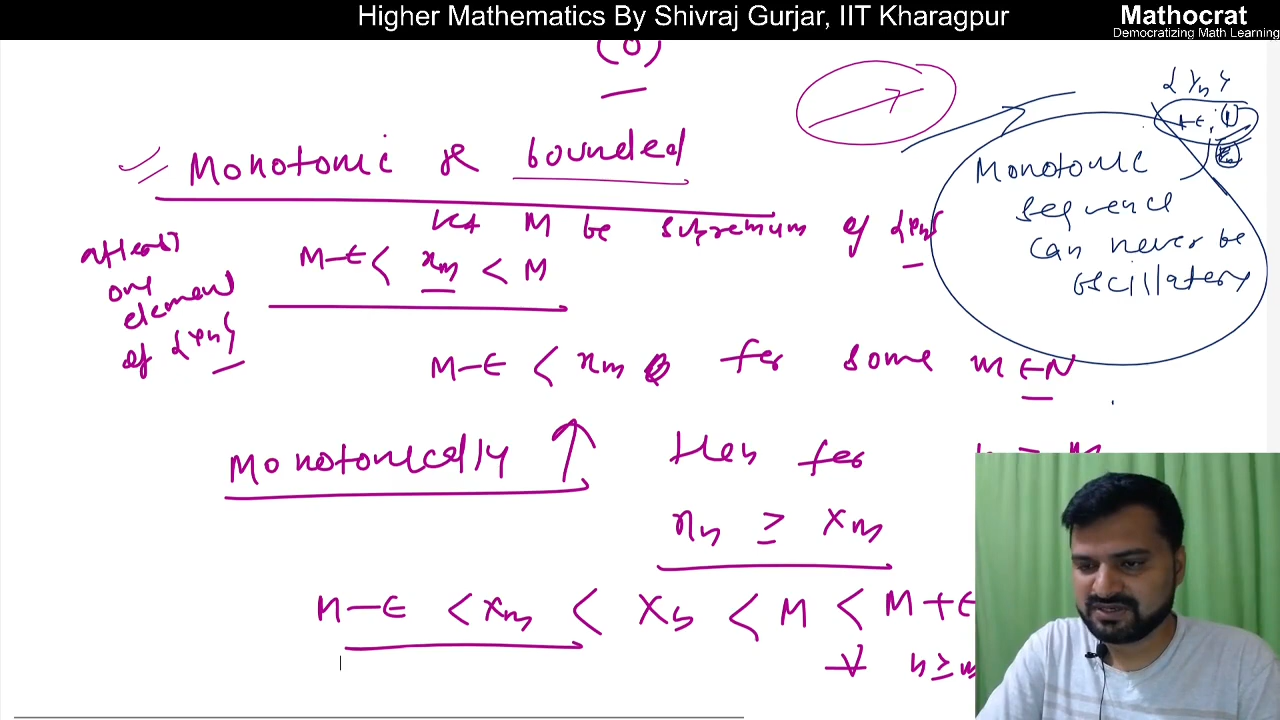 Higher Mathematics By Shivraj Gurjar, IIT Kharagpur
Mathocrat
Democratizing Math Learning
(0)
Monotonic & bounded
Let M be supremum of {xn}
atleast
one
element
of {xn}
M-ε < xm < M
M-ε < xm for some m ∈ N
Monotonically ↑ then for
xn ≥ xm
M-ε < xm < xn < M < M+ε
∀ n ≥ m
{xn}
Monotonic
sequence
can never be
oscillatory